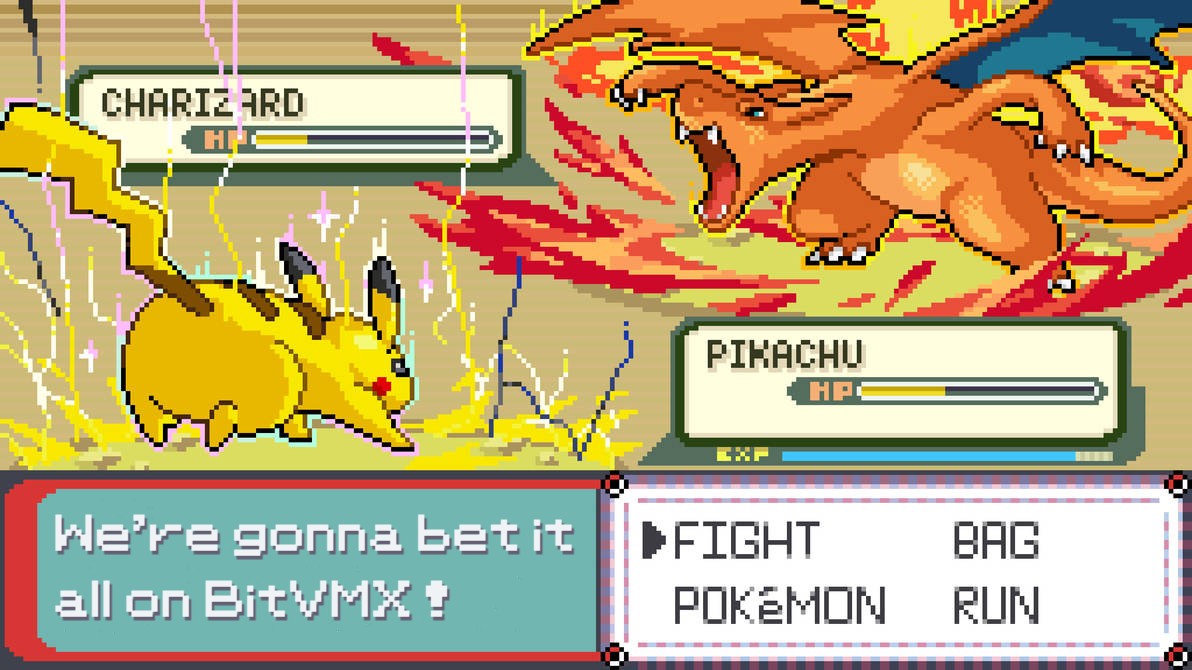 CHARIZARD
HP
PIKACHU
HP
EXP
We're gonna bet it
all on BitVMX !
FIGHT BAG
POKéMON RUN